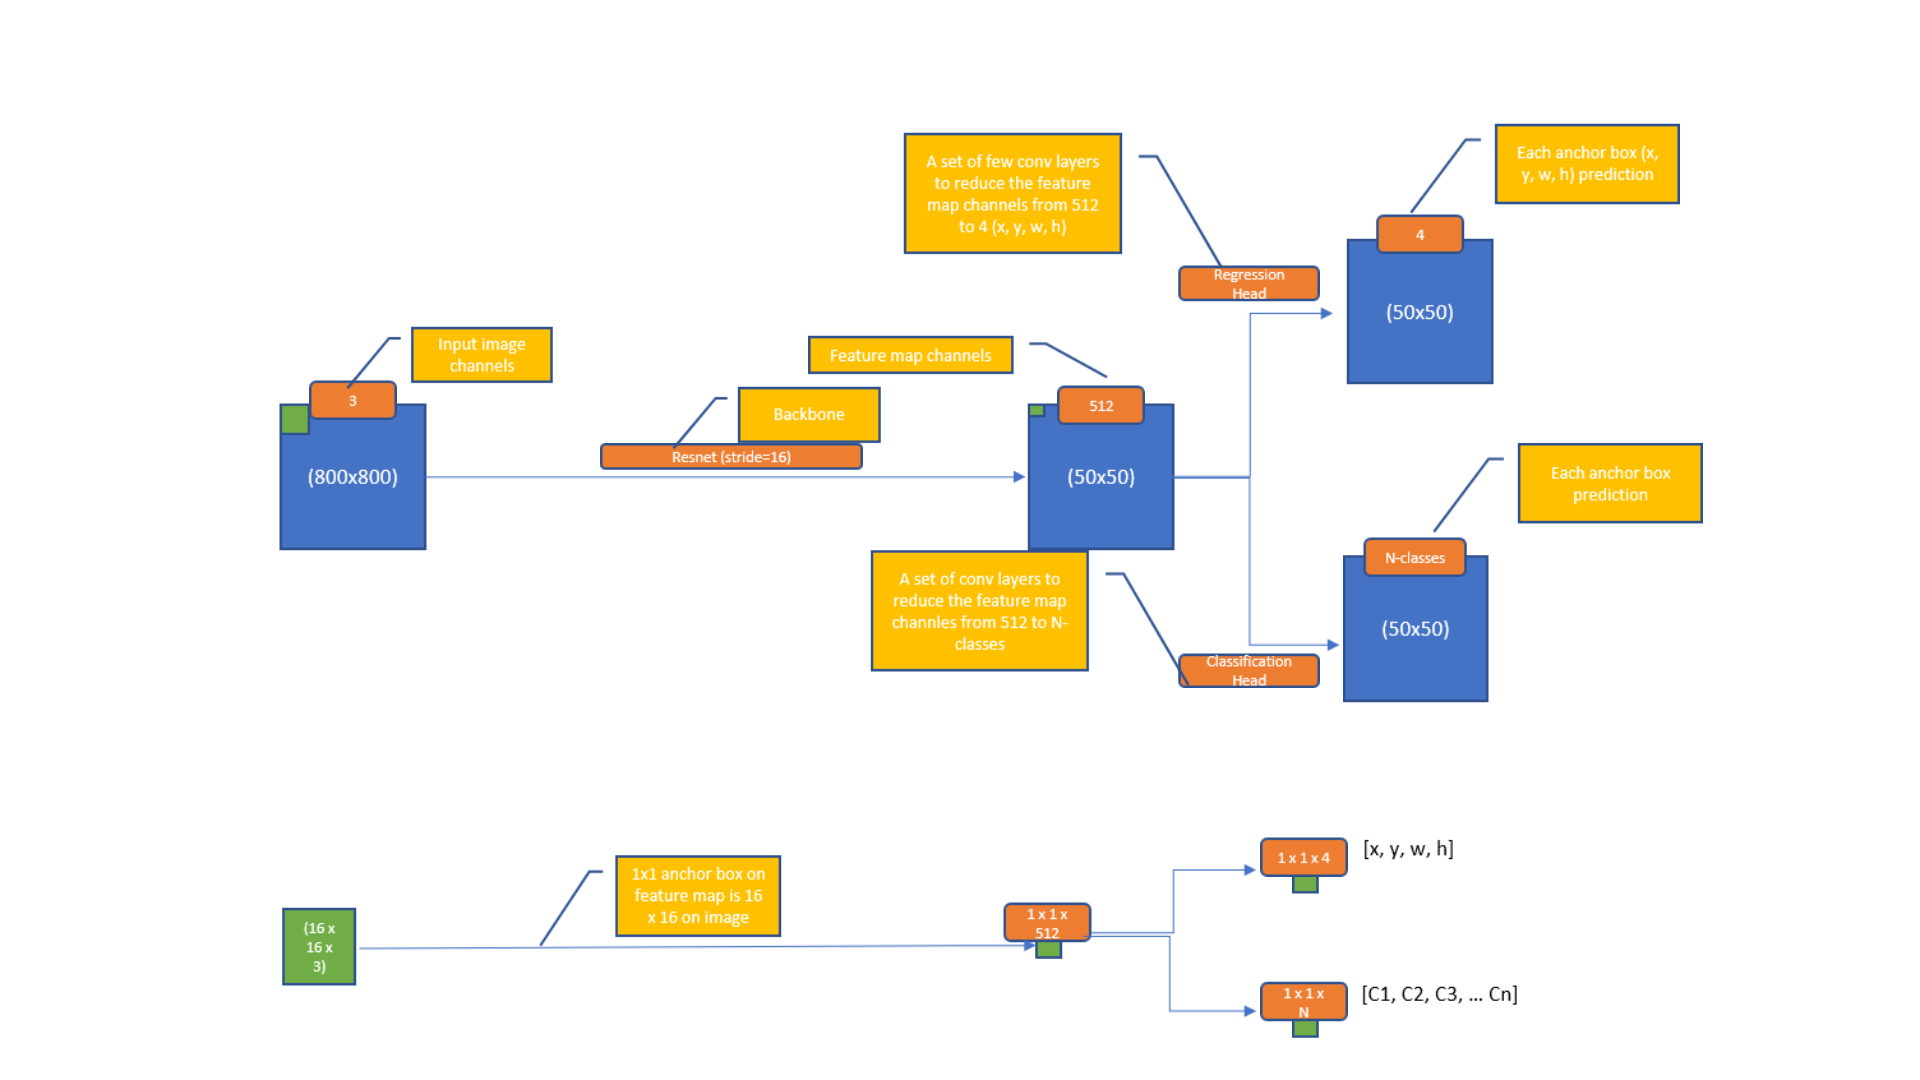 A set of few conv layers
to reduce the feature
map channels from 512
to 4 (x, y, w, h)
Each anchor box (x,
y, w, h) prediction
4
Regression
Head
(50x50)
Input image
channels
Feature map channels
3
512
Backbone
Resnet (stride=16)
(800x800)
(50x50)
Each anchor box
prediction
N-classes
A set of conv layers to
reduce the feature map
channles from 512 to N-
classes
(50x50)
Classification
Head
1x1 anchor box on
feature map is 16
x 16 on image
1 x 1 x 4
[x, y, w, h]
(16 x
16 x
3)
1 x 1 x
512
1 x 1 x
N
[C1, C2, C3, ... Cn]